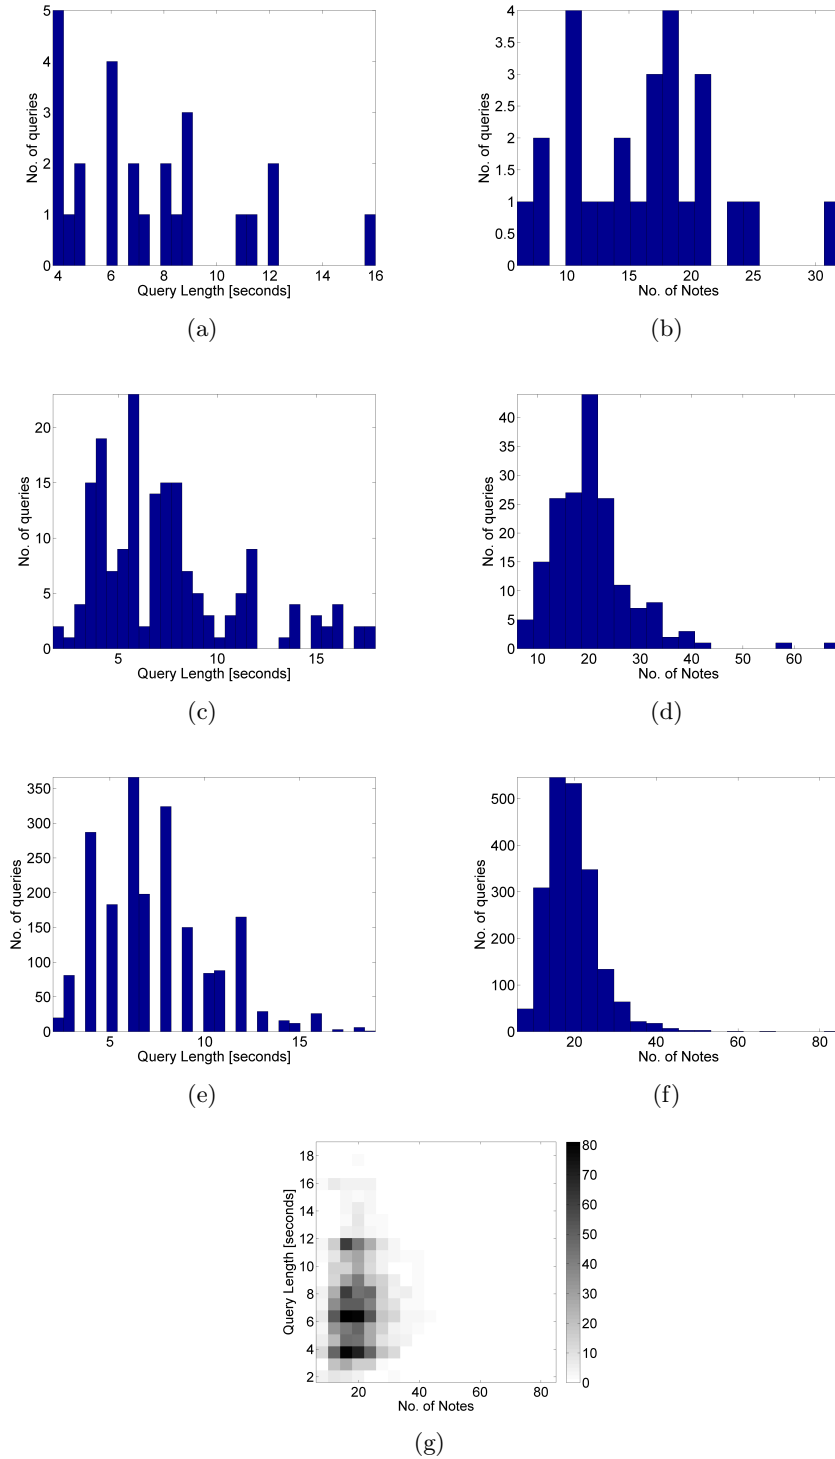 5
4
3
2
1
0
No. of queries
4 6 8 10 12 14 16
Query Length [seconds]
(a)
4
3.5
3
2.5
2
1.5
1
0.5
0
No. of queries
10 15 20 25 30
No. of Notes
(b)
20
15
10
5
0
No. of queries
5 10 15
Query Length [seconds]
(c)
40
35
30
25
20
15
10
5
0
No. of queries
10 20 30 40 50 60
No. of Notes
(d)
350
300
250
200
150
100
50
0
No. of queries
5 10 15
Query Length [seconds]
(e)
500
400
300
200
100
0
No. of queries
20 40 60 80
No. of Notes
(f)
18
16
14
12
10
8
6
4
2
Query Length [seconds]
20 40 60 80
No. of Notes
80
70
60
50
40
30
20
10
0
(g)